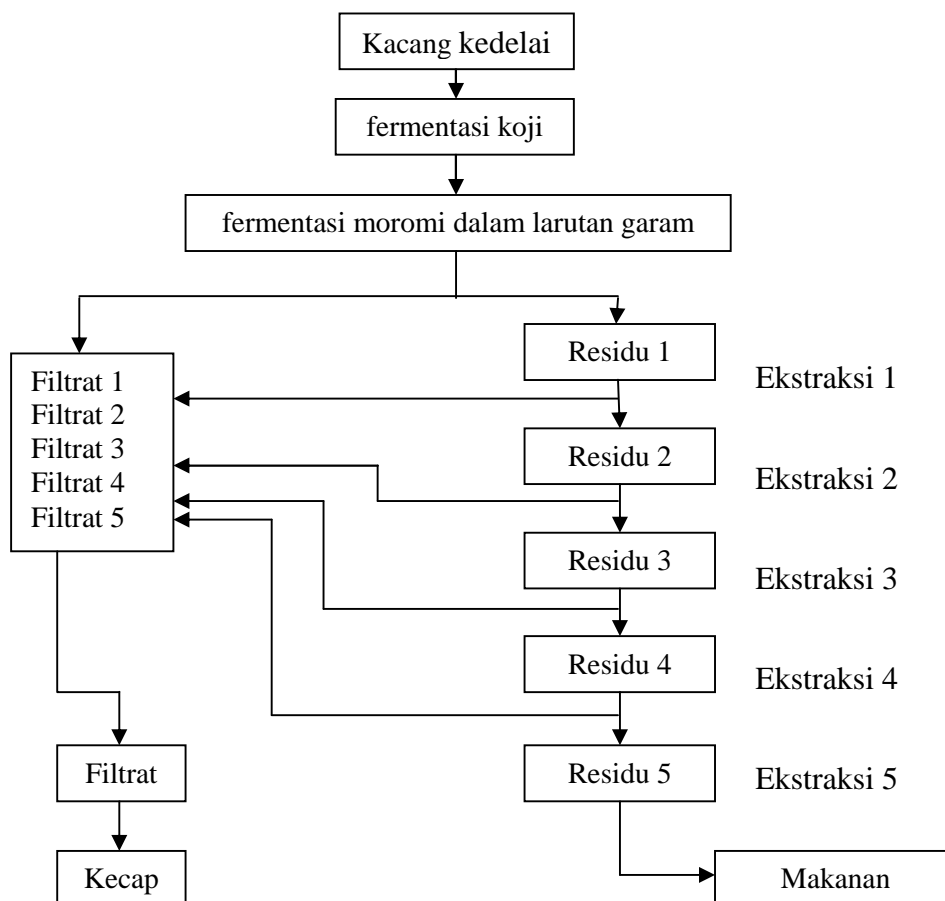 Kacang kedelai
fermentasi koji
fermentasi moromi dalam larutan garam
Residu 1
Ekstraksi 1
Filtrat 1
Filtrat 2
Filtrat 3
Filtrat 4
Filtrat 5
Residu 2
Ekstraksi 2
Residu 3
Ekstraksi 3
Residu 4
Ekstraksi 4
Filtrat
Residu 5
Ekstraksi 5
Kecap
Makanan